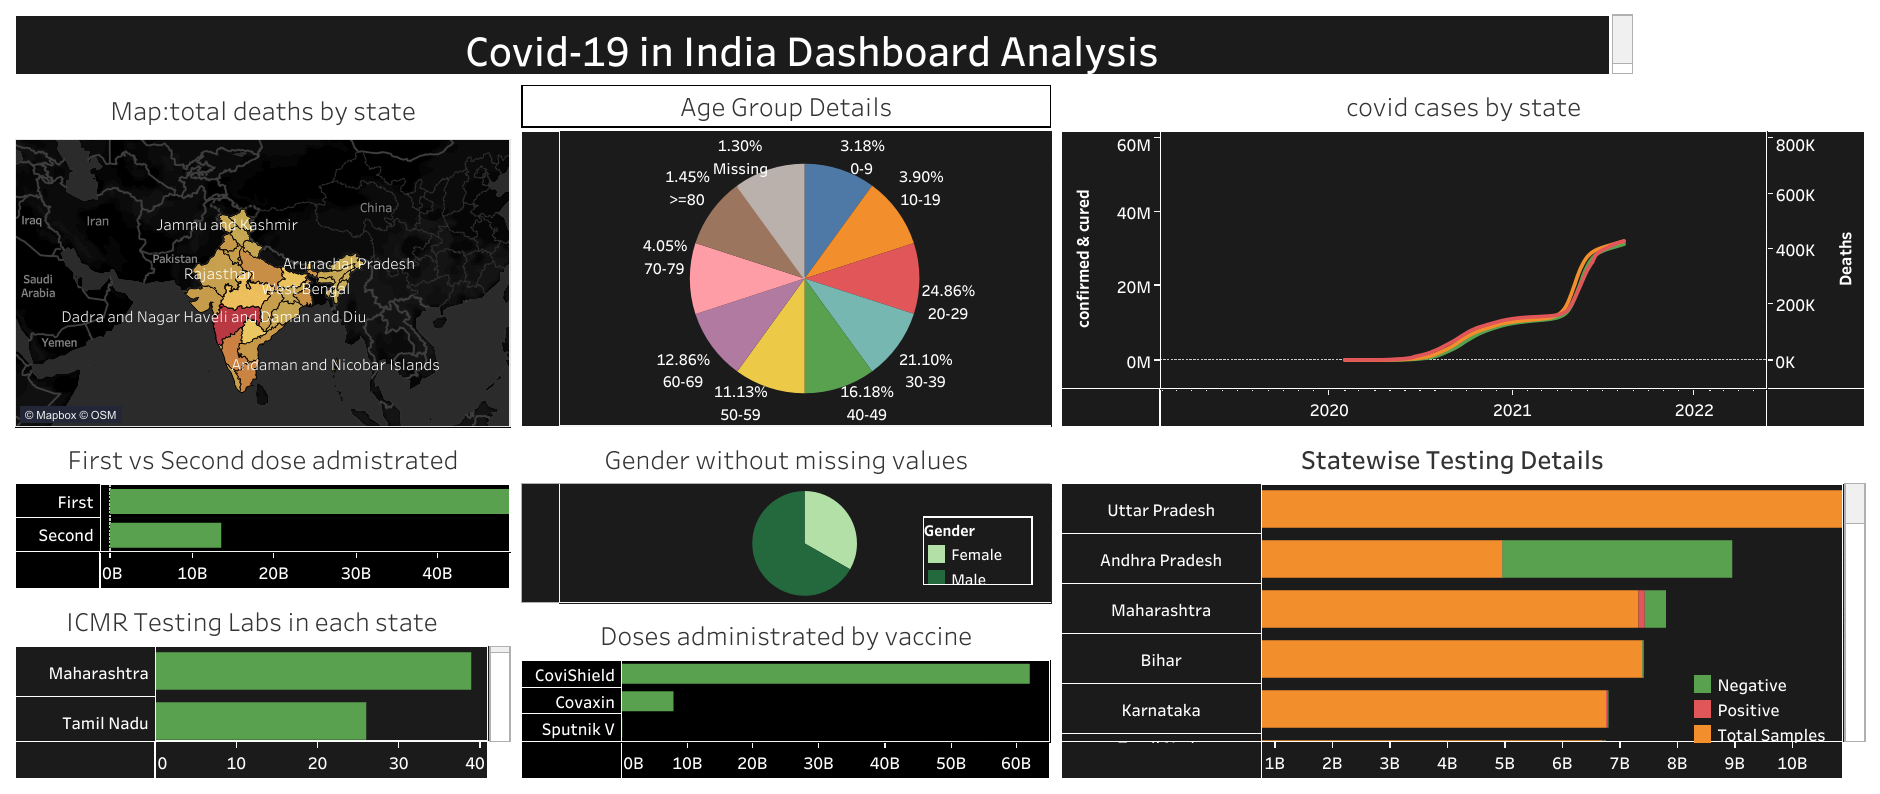 Covid-19 in India Dashboard Analysis
Map:total deaths by state
Iraq
Iran
China
Saudi
Arabia
Pakistan
Yemen
Jammu and Kashmir
Arunachal Pradesh
Rajasthan
West Bengal
Dadra and Nagar Haveli and Daman and Diu
Andaman and Nicobar Islands
© Mapbox © OSM
Age Group Details
1.30%
Missing
3.18%
0-9
3.90%
10-19
24.86%
20-29
21.10%
30-39
16.18%
40-49
11.13%
50-59
12.86%
60-69
4.05%
70-79
1.45%
>=80
covid cases by state
confirmed & cured
60M
40M
20M
0M
800K
600K
400K
200K
0K
Deaths
2020
2021
2022
First vs Second dose admistrated
First
Second
0B
10B
20B
30B
40B
Gender without missing values
Gender
Female
Male
Statewise Testing Details
Uttar Pradesh
Andhra Pradesh
Maharashtra
Bihar
Karnataka
Negative
Positive
Total Samples
1B
2B
3B
4B
5B
6B
7B
8B
9B
10B
ICMR Testing Labs in each state
Maharashtra
Tamil Nadu
0
10
20
30
40
Doses administrated by vaccine
CoviShield
Covaxin
Sputnik V
0B
10B
20B
30B
40B
50B
60B